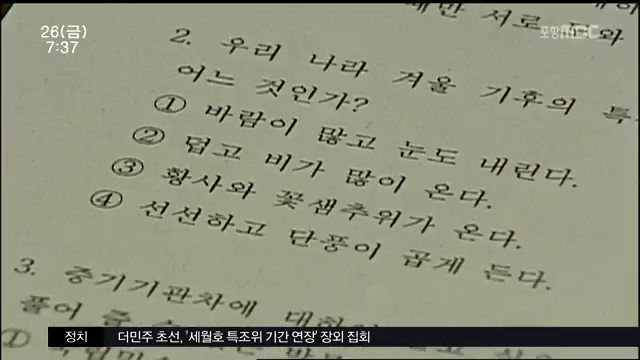 26(금)
7:37
포항MBC
2. 우리 나라 겨울 기후의
어느 것인가?
① 바람이 많고 눈도 내린다.
② 덥고 비가 많이 온다.
③ 황사와 꽃샘추위가 온다.
④ 선선하고 단풍이 곱게 든다.
3. 증기기관차에
정치 더민주 초선, '세월호 특조위 기간 연장' 장외 집회